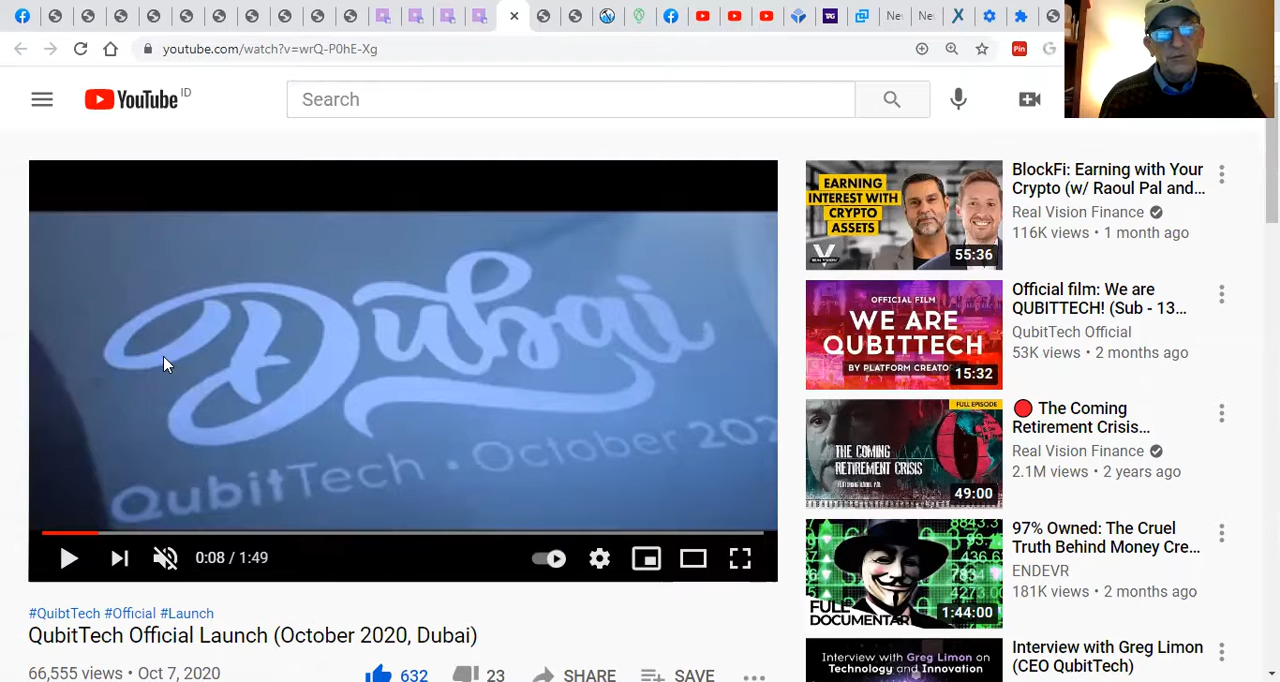 Ne
Ne
youtube.com/watch?v=wrQ-P0hE-Xg
Pin
YouTube ID
Search
Dubai
QubitTech • October 202
0:08 / 1:49
#QuibtTech #Official #Launch
QubitTech Official Launch (October 2020, Dubai)
66,555 views • Oct 7, 2020
632
23
SHARE
SAVE
EARNING
INTEREST WITH
CRYPTO
ASSETS
55:36
BlockFi: Earning with Your
Crypto (w/ Raoul Pal and...
Real Vision Finance
116K views • 1 month ago
OFFICIAL FILM
WE ARE
QUBITTECH
BY PLATFORM CREATO
15:32
Official film: We are
QUBITTECH! (Sub - 13...
QubitTech Official
53K views • 2 months ago
FULL EPISODE
THE COMING
RETIREMENT CRISIS
49:00
The Coming
Retirement Crisis...
Real Vision Finance
2.1M views • 2 years ago
FULL
DOCUMENTAR
1:44:00
97% Owned: The Cruel
Truth Behind Money Cre...
ENDEVR
181K views • 2 months ago
Interview with Greg Limon on
Technology and Innovation
Interview with Greg Limon
(CEO QubitTech)